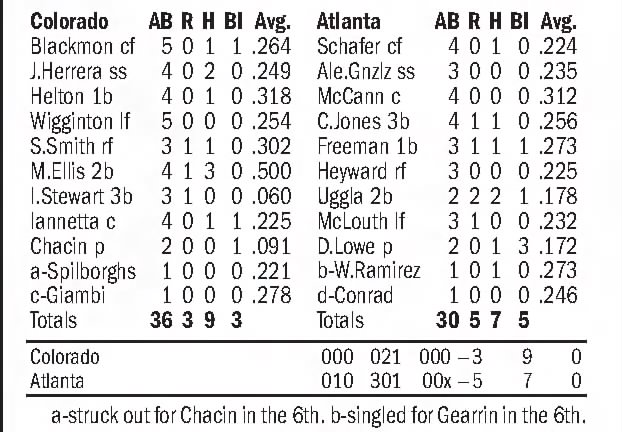 Colorado AB R H BI Avg. Atlanta AB R H BI Avg.
Blackmon cf 5 0 1 1 .264 Schafer cf 4 0 1 0 .224
J.Herrera ss 4 0 2 0 .249 Ale.Gnzlz ss 3 0 0 0 .235
Helton 1b 4 0 1 0 .318 McCann c 4 0 0 0 .312
Wigginton lf 5 0 0 0 .254 C.Jones 3b 4 1 1 0 .256
S.Smith rf 3 1 1 0 .302 Freeman 1b 3 1 1 1 .273
M.Ellis 2b 4 1 3 0 .500 Heyward rf 3 0 0 0 .225
I.Stewart 3b 3 1 0 0 .060 Uggla 2b 2 2 2 1 .178
Iannetta c 4 0 1 1 .225 McLouth lf 3 1 0 0 .232
Chacin p 2 0 0 1 .091 D.Lowe p 2 0 1 3 .172
a-Spilborghs 1 0 0 0 .221 b-W.Ramirez 1 0 1 0 .273
c-Giambi 1 0 0 0 .278 d-Conrad 1 0 0 0 .246
Totals 36 3 9 3 Totals 30 5 7 5
Colorado 000 021 000 –3 9 0
Atlanta 010 301 00x –5 7 0
a-struck out for Chacin in the 6th. b-singled for Gearrin in the 6th.